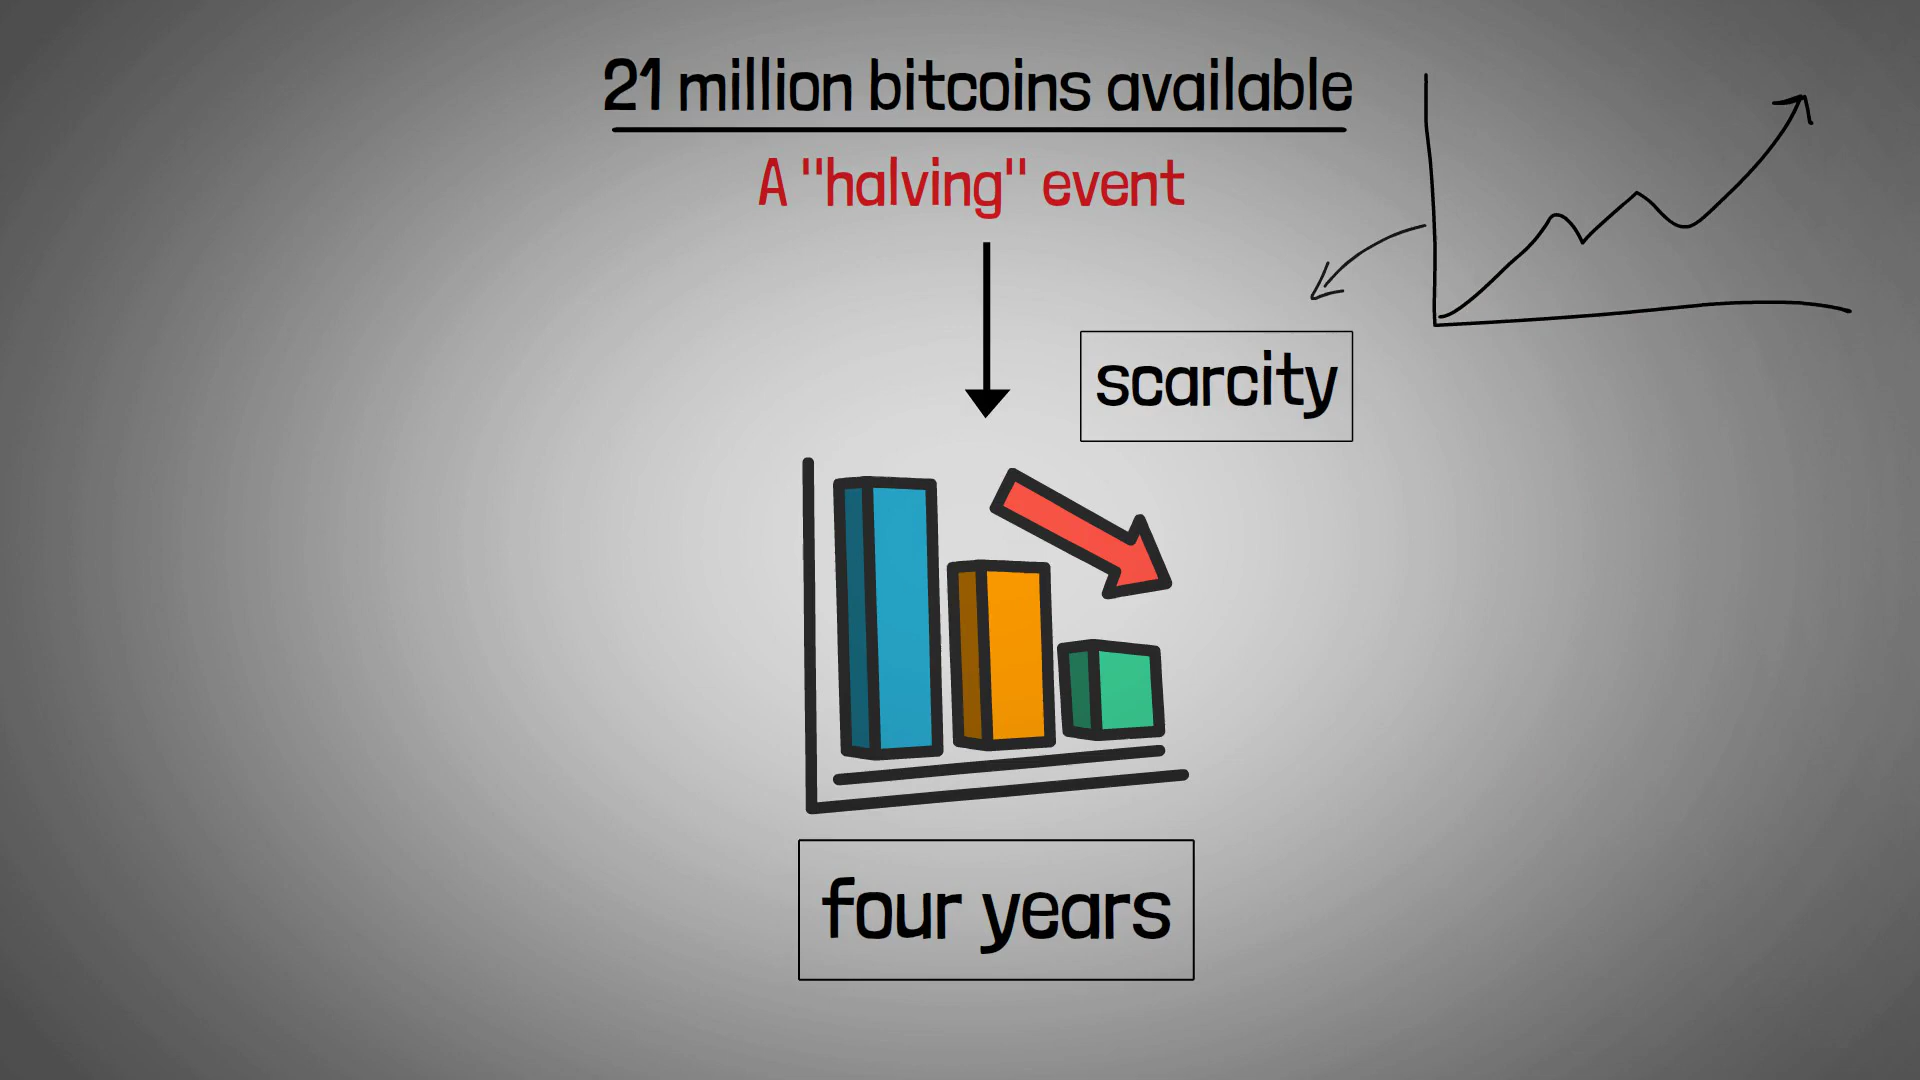 21 million bitcoins available
A "halving" event
scarcity
four years